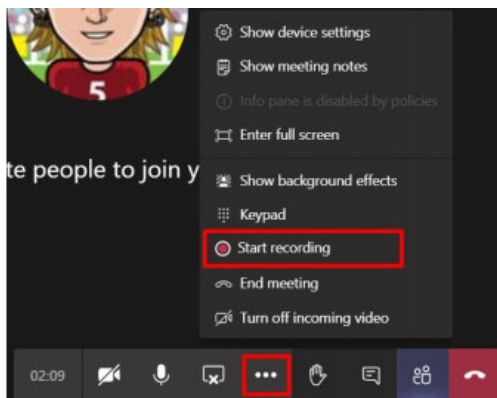 Show device settings
5
Show meeting notes
Info pane is disabled by policies
Enter full screen
te people to join y
Show background effects
Keypad
Start recording
End meeting
Turn off incoming video
02:09